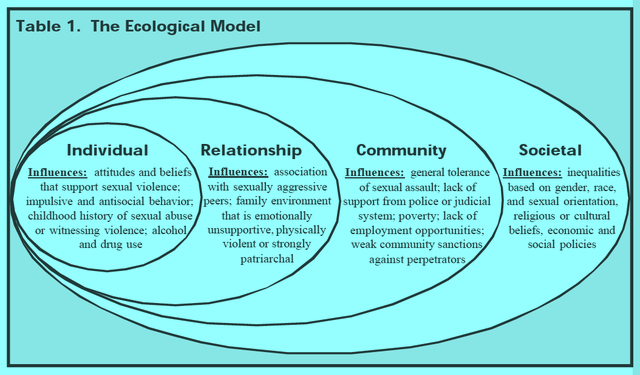 Table 1.  The Ecological Model
Individual
Influences:  attitudes and beliefs
that support sexual violence;
impulsive and antisocial behavior;
childhood history of sexual abuse
or witnessing violence; alcohol
and drug use
Relationship
Influences:  association
with sexually aggressive
peers; family environment
that is emotionally
unsupportive, physically
violent or strongly
patriarchal
Community
Influences:  general tolerance
of sexual assault; lack of
support from police or judicial
system; poverty; lack of
employment opportunities;
weak community sanctions
against perpetrators
Societal
Influences:  inequalities
based on gender, race,
and sexual orientation,
religious or cultural
beliefs, economic and
social policies